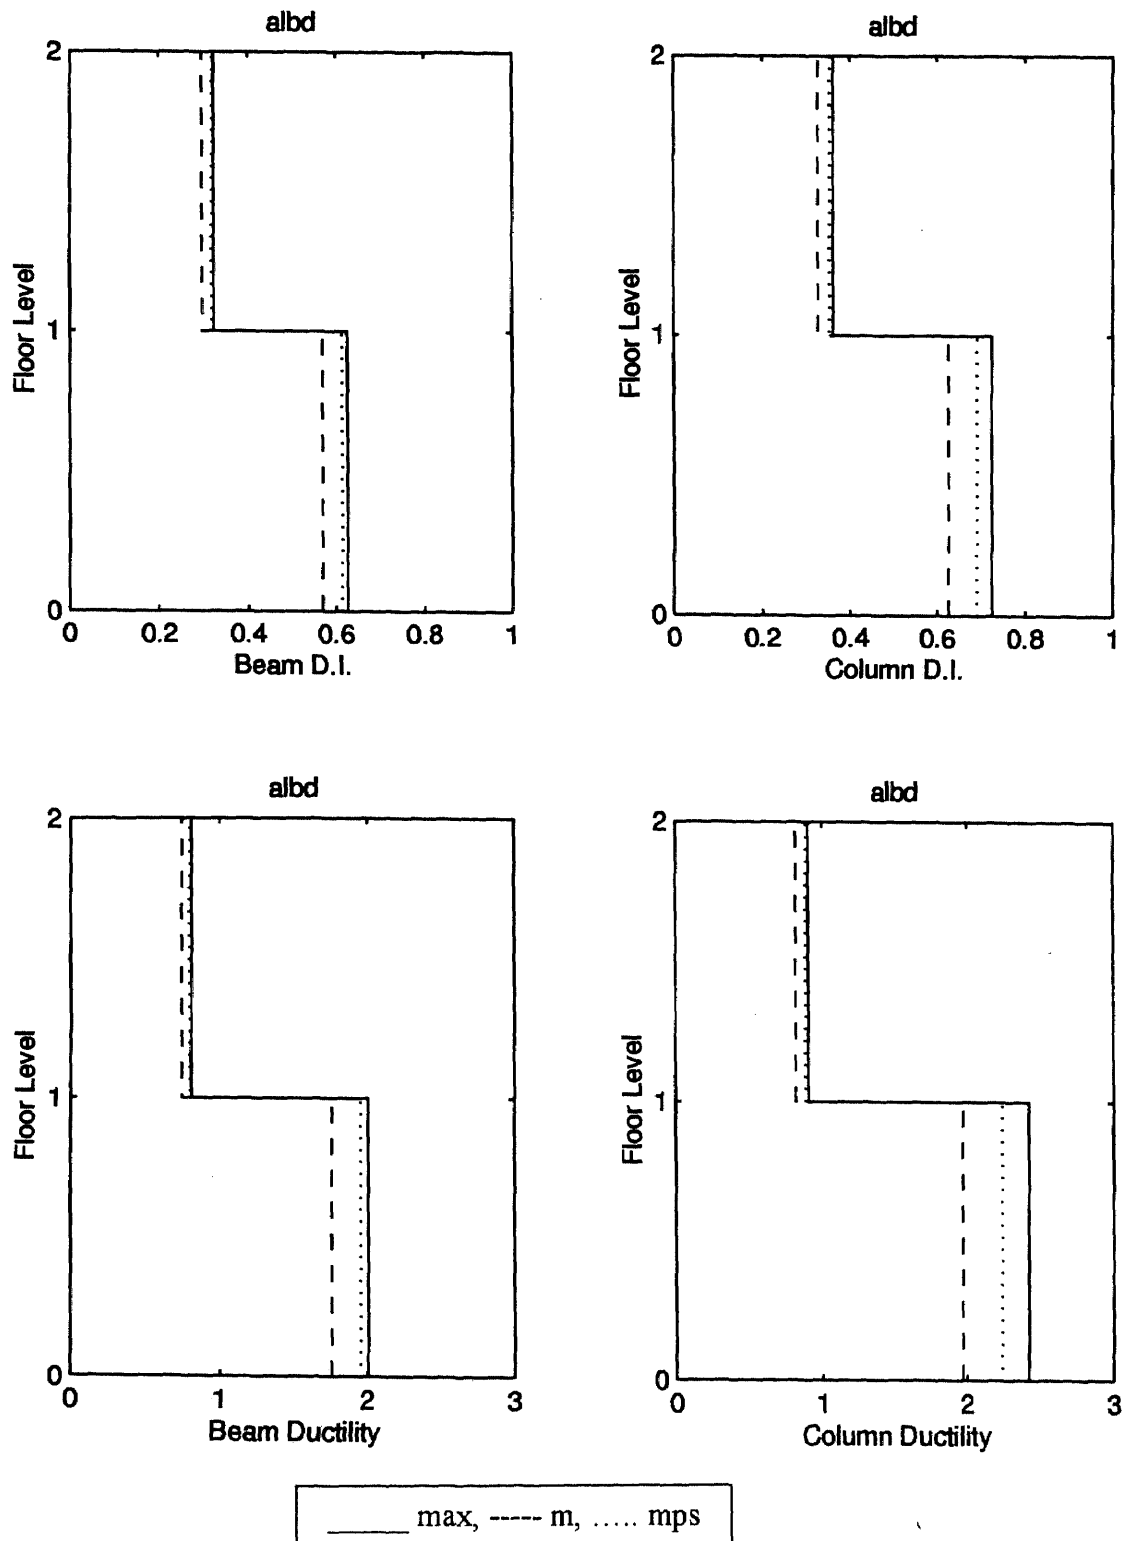 albd
2
1
0
Floor Level
0 0.2 0.4 0.6 0.8 1
Beam D.I.
albd
2
1
0
Floor Level
0 0.2 0.4 0.6 0.8 1
Column D.I.
albd
2
1
0
Floor Level
0 1 2 3
Beam Ductility
albd
2
1
0
Floor Level
0 1 2 3
Column Ductility
_____ max, ----- m, ..... mps